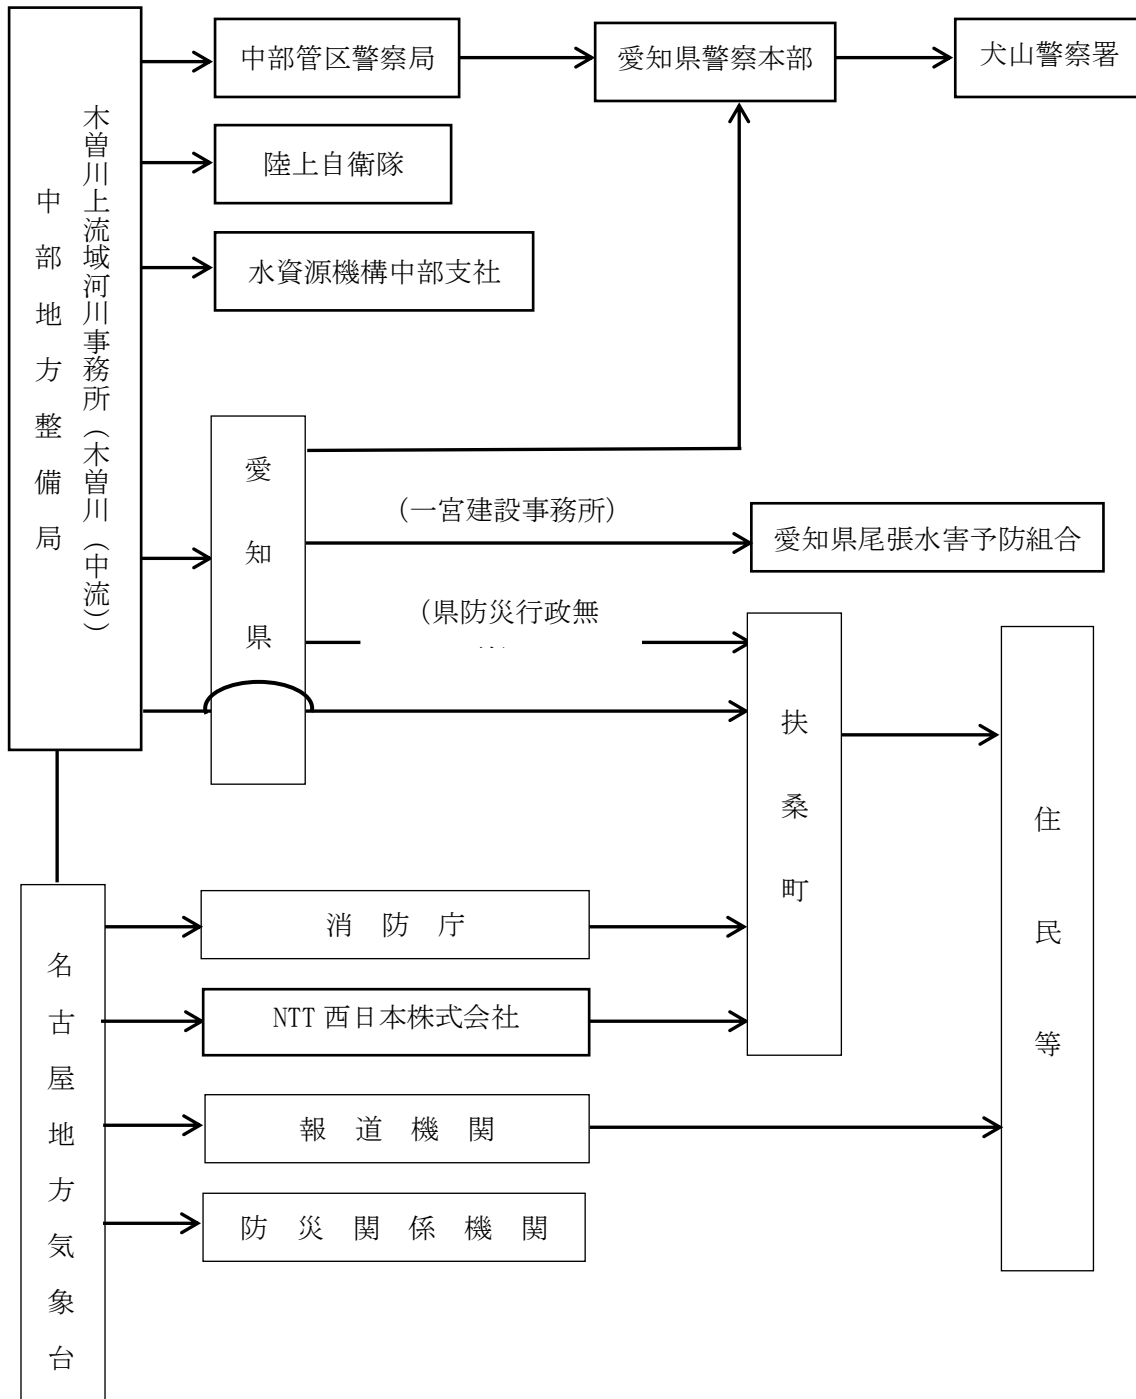 中部管区警察局
愛知県警察本部
犬山警察署
木曽川上流域河川事務所（木曽川（中流））
中部地方整備局
陸上自衛隊
水資源機構中部支社
愛知県
(一宮建設事務所)
愛知県尾張水害予防組合
(県防災行政無
扶桑町
住民等
消防庁
NTT西日本株式会社
名古屋地方気象台
報道機関
防災関係機関